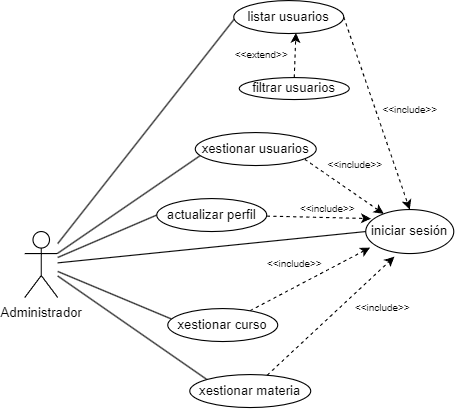 listar usuarios
<<extend>>
filtrar usuarios
<<include>>
xestionar usuarios
<<include>>
actualizar perfil
<<include>>
iniciar sesión
<<include>>
Administrador
xestionar curso
<<include>>
xestionar materia